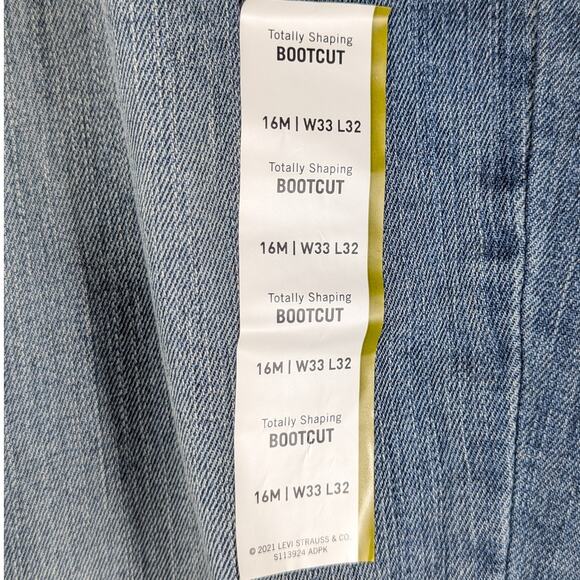 Totally Shaping
BOOTCUT
16M | W33 L32
Totally Shaping
BOOTCUT
16M | W33 L32
Totally Shaping
BOOTCUT
16M | W33 L32
Totally Shaping
BOOTCUT
16M | W33 L32
© 2021 LEVI STRAUSS & CO.
S113924 ADPK